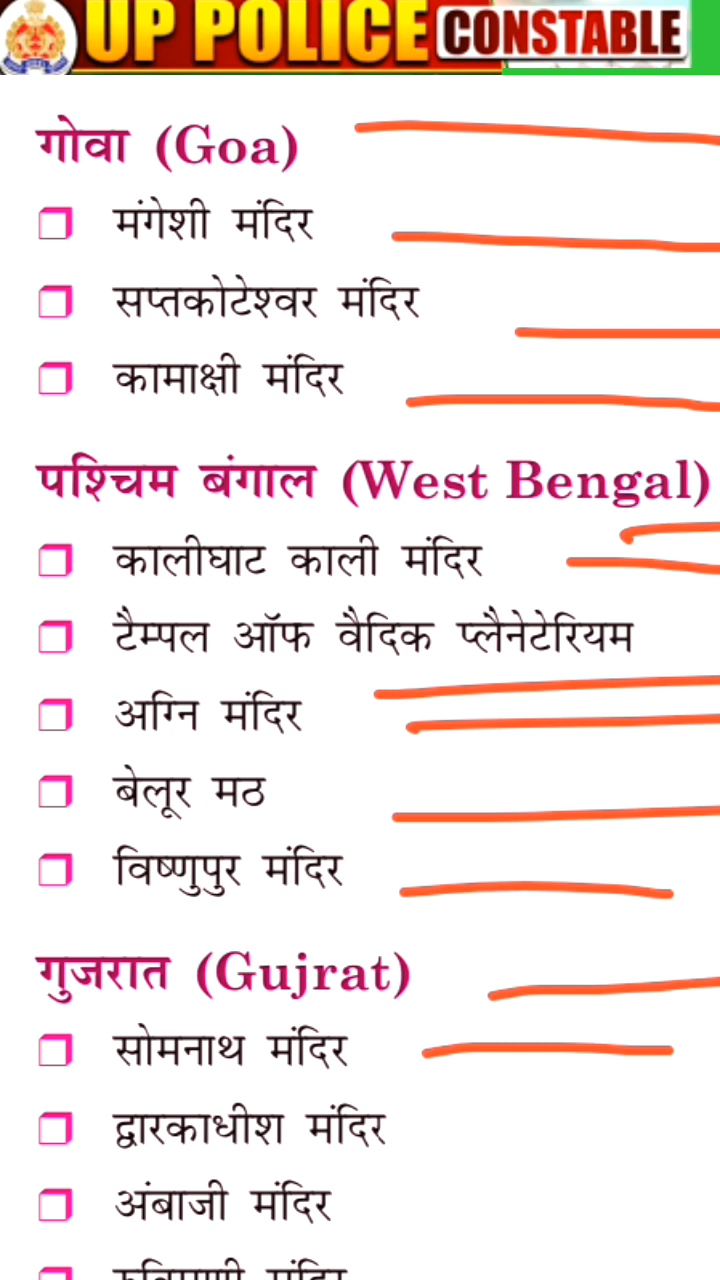 UP POLICE CONSTABLE
गोवा (Goa)
मंगेशी मंदिर
सप्तकोटेश्वर मंदिर
कामाक्षी मंदिर
पश्चिम बंगाल (West Bengal)
कालीघाट काली मंदिर
टैम्पल ऑफ वैदिक प्लैनेटेरियम
अग्नि मंदिर
बेलूर मठ
विष्णुपुर मंदिर
गुजरात (Gujrat)
सोमनाथ मंदिर
द्वारकाधीश मंदिर
अंबाजी मंदिर
मंदिर